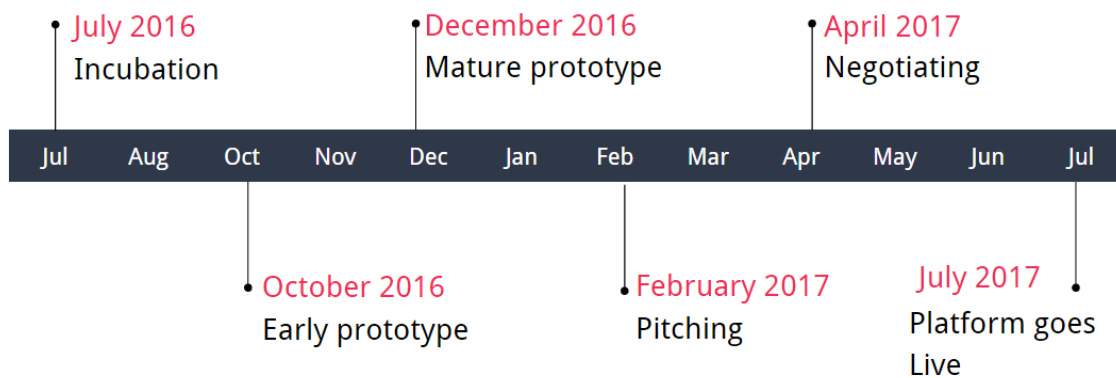 July 2016
Incubation
December 2016
Mature prototype
April 2017
Negotiating
Jul Aug Oct Nov Dec Jan Feb Mar Apr May Jun Jul
October 2016
Early prototype
February 2017
Pitching
July 2017
Platform goes
Live